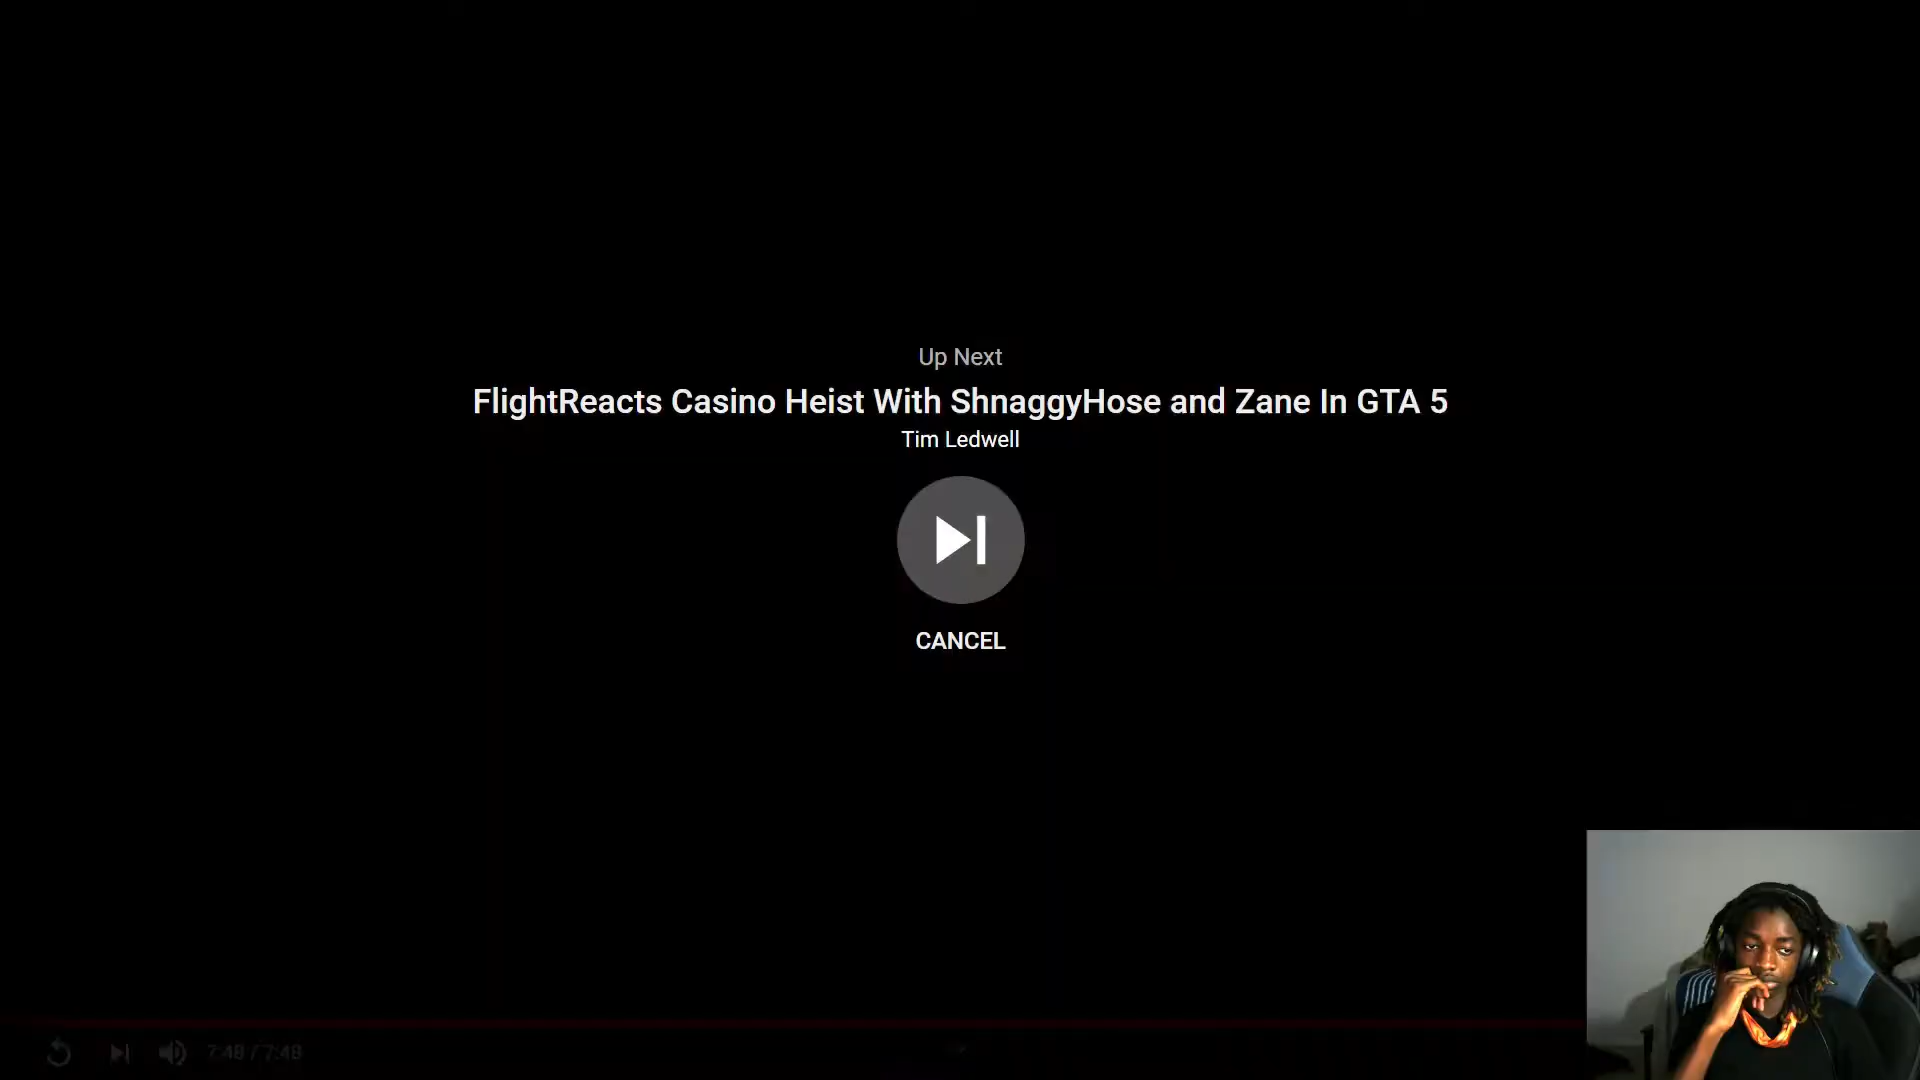 Up Next
FlightReacts Casino Heist With ShnaggyHose and Zane In GTA 5
Tim Ledwell
CANCEL
7:48 / 7:48